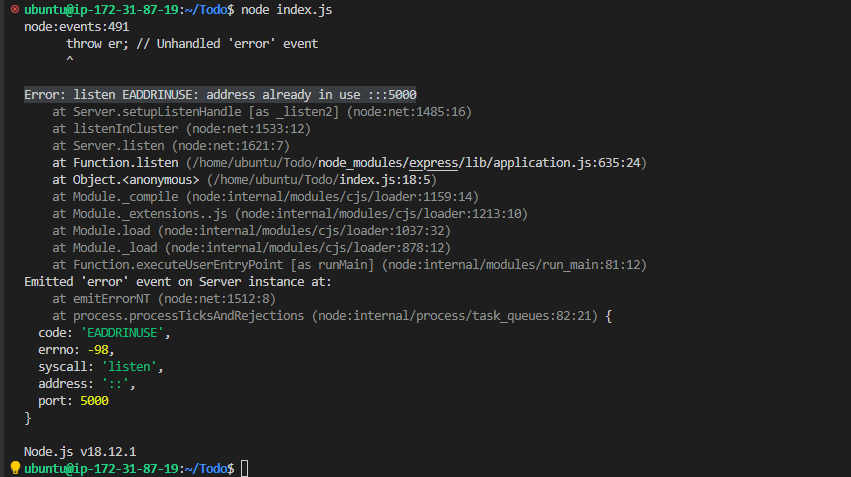 ubuntu@ip-172-31-87-19:~/Todo$ node index.js
node:events:491
      throw er; // Unhandled 'error' event
      ^

Error: listen EADDRINUSE: address already in use :::5000
    at Server.setupListenHandle [as _listen2] (node:net:1485:16)
    at listenInCluster (node:net:1533:12)
    at Server.listen (node:net:1621:7)
    at Function.listen (/home/ubuntu/Todo/node_modules/express/lib/application.js:635:24)
    at Object.<anonymous> (/home/ubuntu/Todo/index.js:18:5)
    at Module._compile (node:internal/modules/cjs/loader:1159:14)
    at Module._extensions..js (node:internal/modules/cjs/loader:1213:10)
    at Module.load (node:internal/modules/cjs/loader:1037:32)
    at Module._load (node:internal/modules/cjs/loader:878:12)
    at Function.executeUserEntryPoint [as runMain] (node:internal/modules/run_main:81:12)
Emitted 'error' event on Server instance at:
    at emitErrorNT (node:net:1512:8)
    at process.processTicksAndRejections (node:internal/process/task_queues:82:21) {
  code: 'EADDRINUSE',
  errno: -98,
  syscall: 'listen',
  address: '::',
  port: 5000
}

Node.js v18.12.1
ubuntu@ip-172-31-87-19:~/Todo$